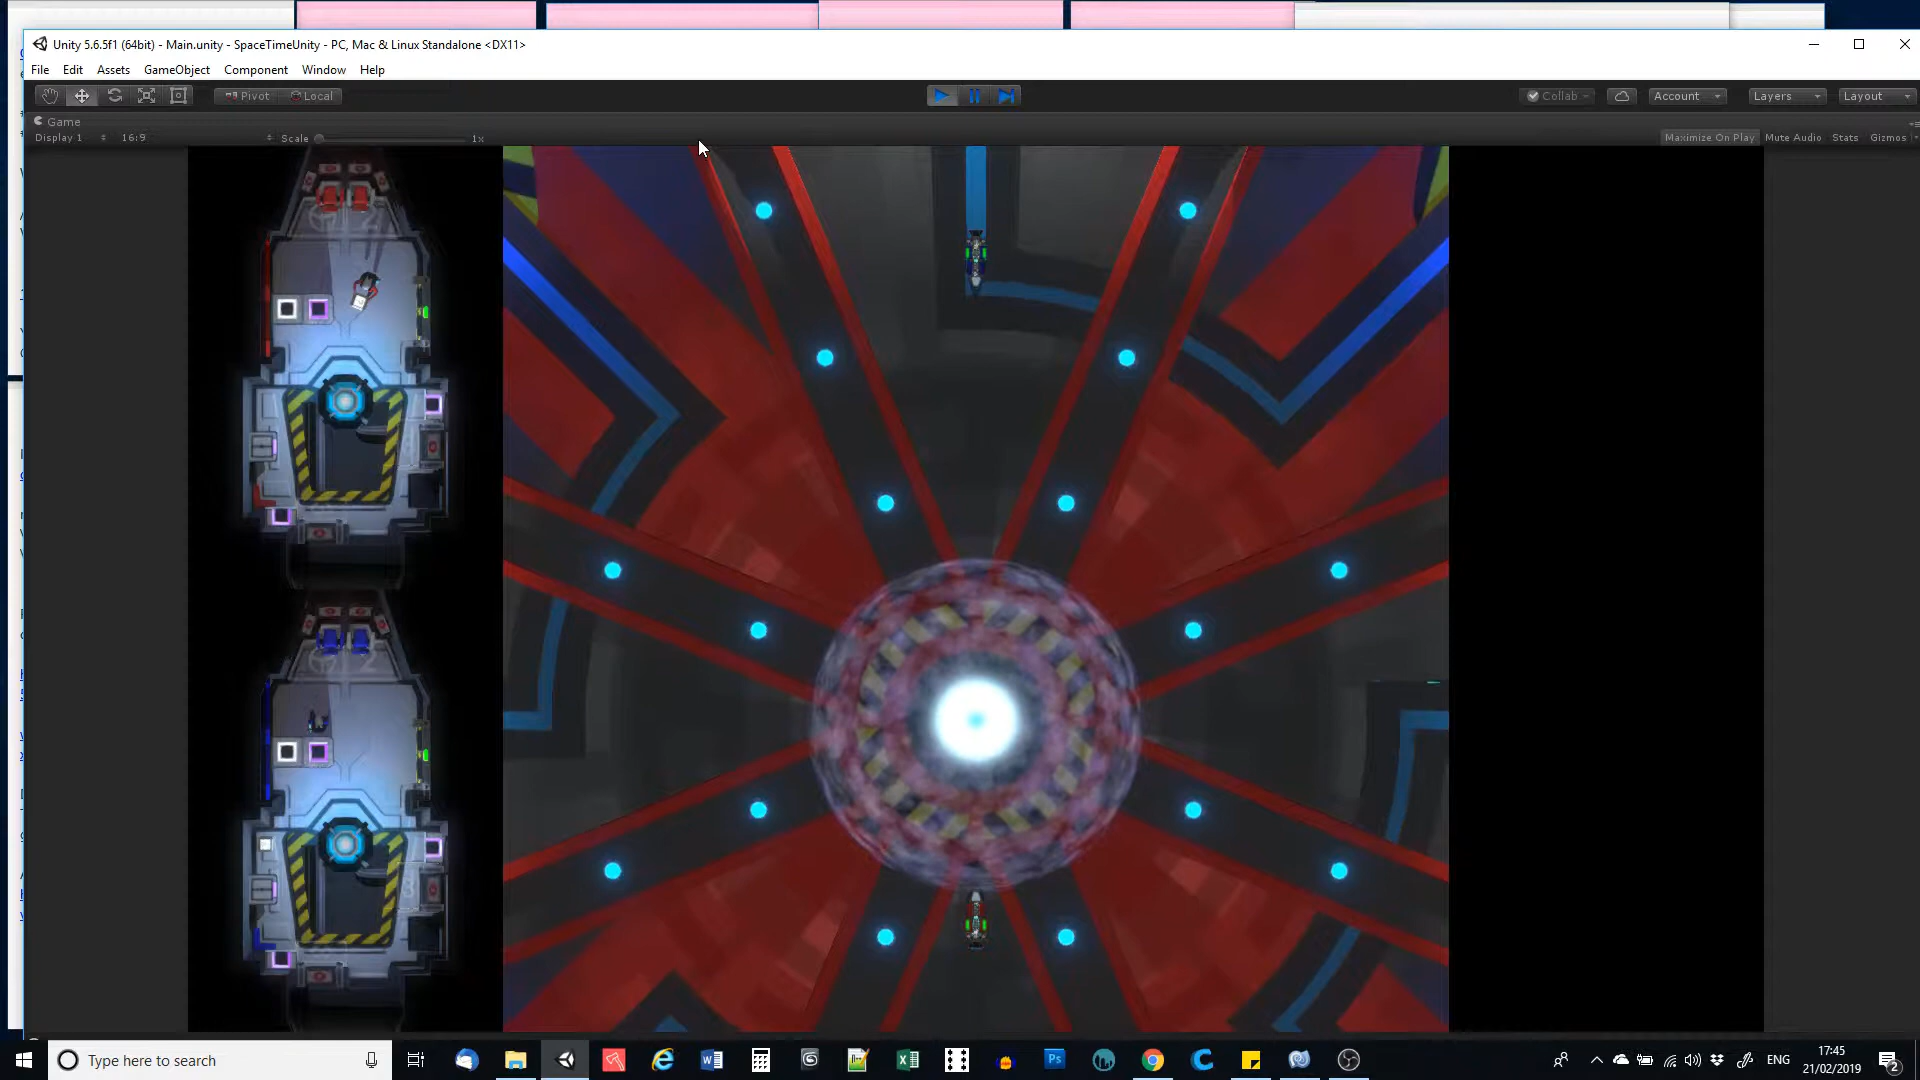 Unity 5.6.5f1 (64bit) - Main.unity - SpaceTimeUnity - PC, Mac & Linux Standalone <DX11>
File Edit Assets GameObject Component Window Help
Pivot Local Collab Account Layers Layout
Game
Display 1 16:9 Scale 1x Maximize On Play Mute Audio Stats Gizmos
Type here to search
ENG
17:45
21/02/2019
2